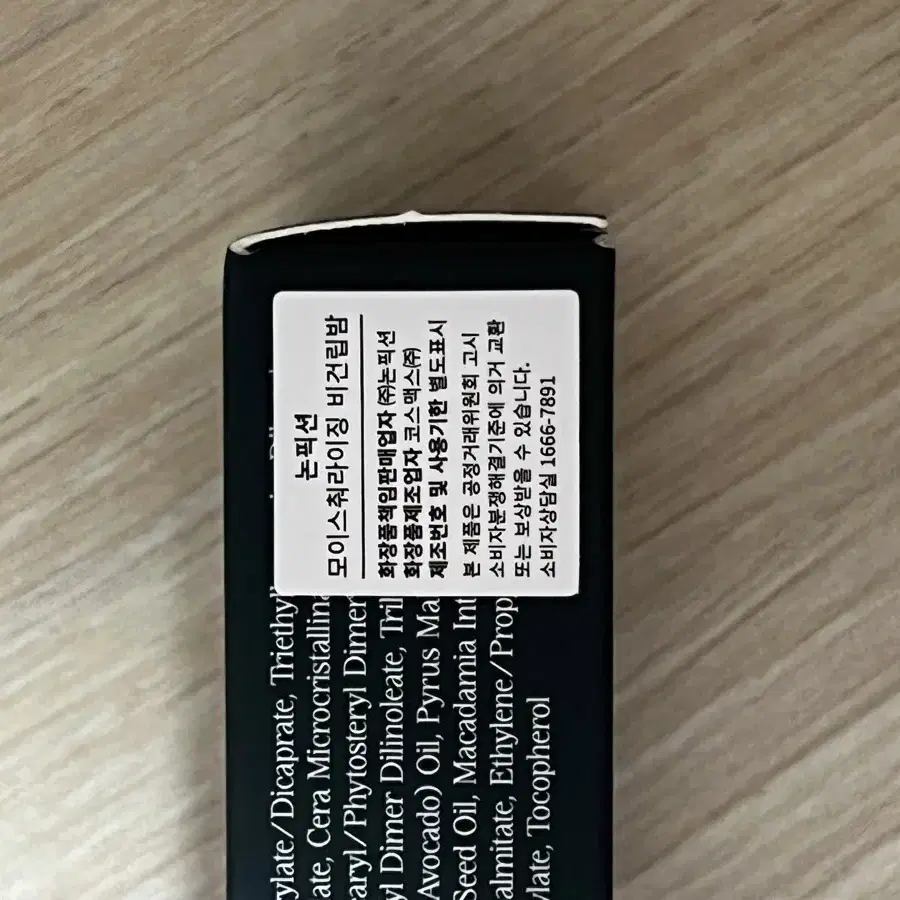 논픽션
모이스춰라이징 비건립밤
화장품책임판매업자 ㈜논픽션
화장품제조업자 코스맥스㈜
제조번호 및 사용기한 별도표시
본 제품은 공정거래위원회 고시
소비자분쟁해결기준에 의거 교환
또는 보상받을 수 있습니다.
소비자상담실 1666-7891
rylate/Dicaprate, Triethyl
ate, Cera Microcristallina
earyl/Phytosteryl Dimer
yl Dimer Dilinoleate, Tril
Avocado) Oil, Pyrus Ma
Seed Oil, Macadamia Int
almitate, Ethylene/Prop
ylate, Tocopherol